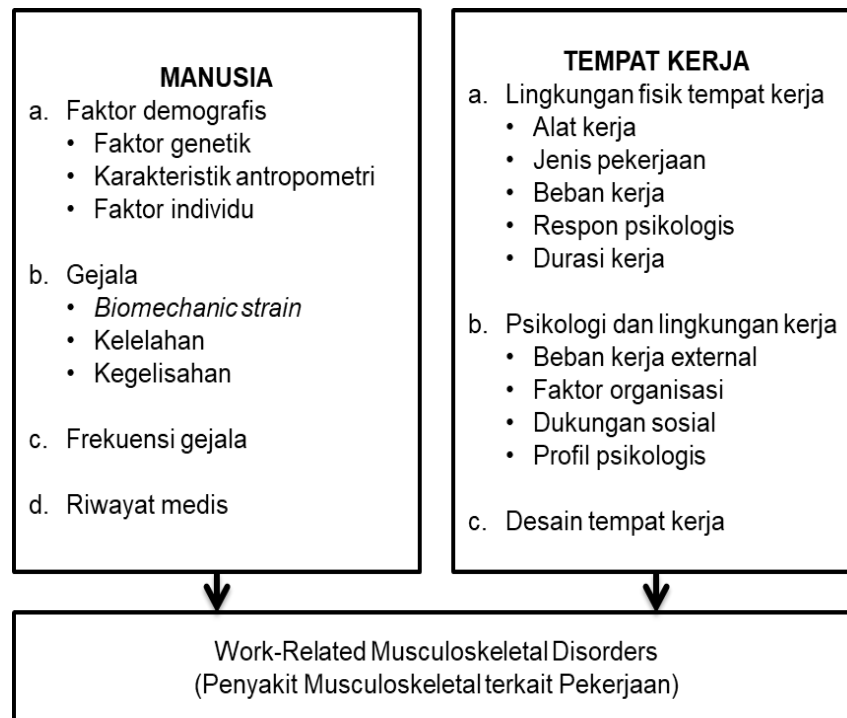 MANUSIA
a. Faktor demografis
• Faktor genetik
• Karakteristik antropometri
• Faktor individu
b. Gejala
• Biomechanic strain
• Kelelahan
• Kegelisahan
c. Frekuensi gejala
d. Riwayat medis
TEMPAT KERJA
a. Lingkungan fisik tempat kerja
• Alat kerja
• Jenis pekerjaan
• Beban kerja
• Respon psikologis
• Durasi kerja
b. Psikologi dan lingkungan kerja
• Beban kerja external
• Faktor organisasi
• Dukungan sosial
• Profil psikologis
c. Desain tempat kerja
Work-Related Musculoskeletal Disorders
(Penyakit Musculoskeletal terkait Pekerjaan)